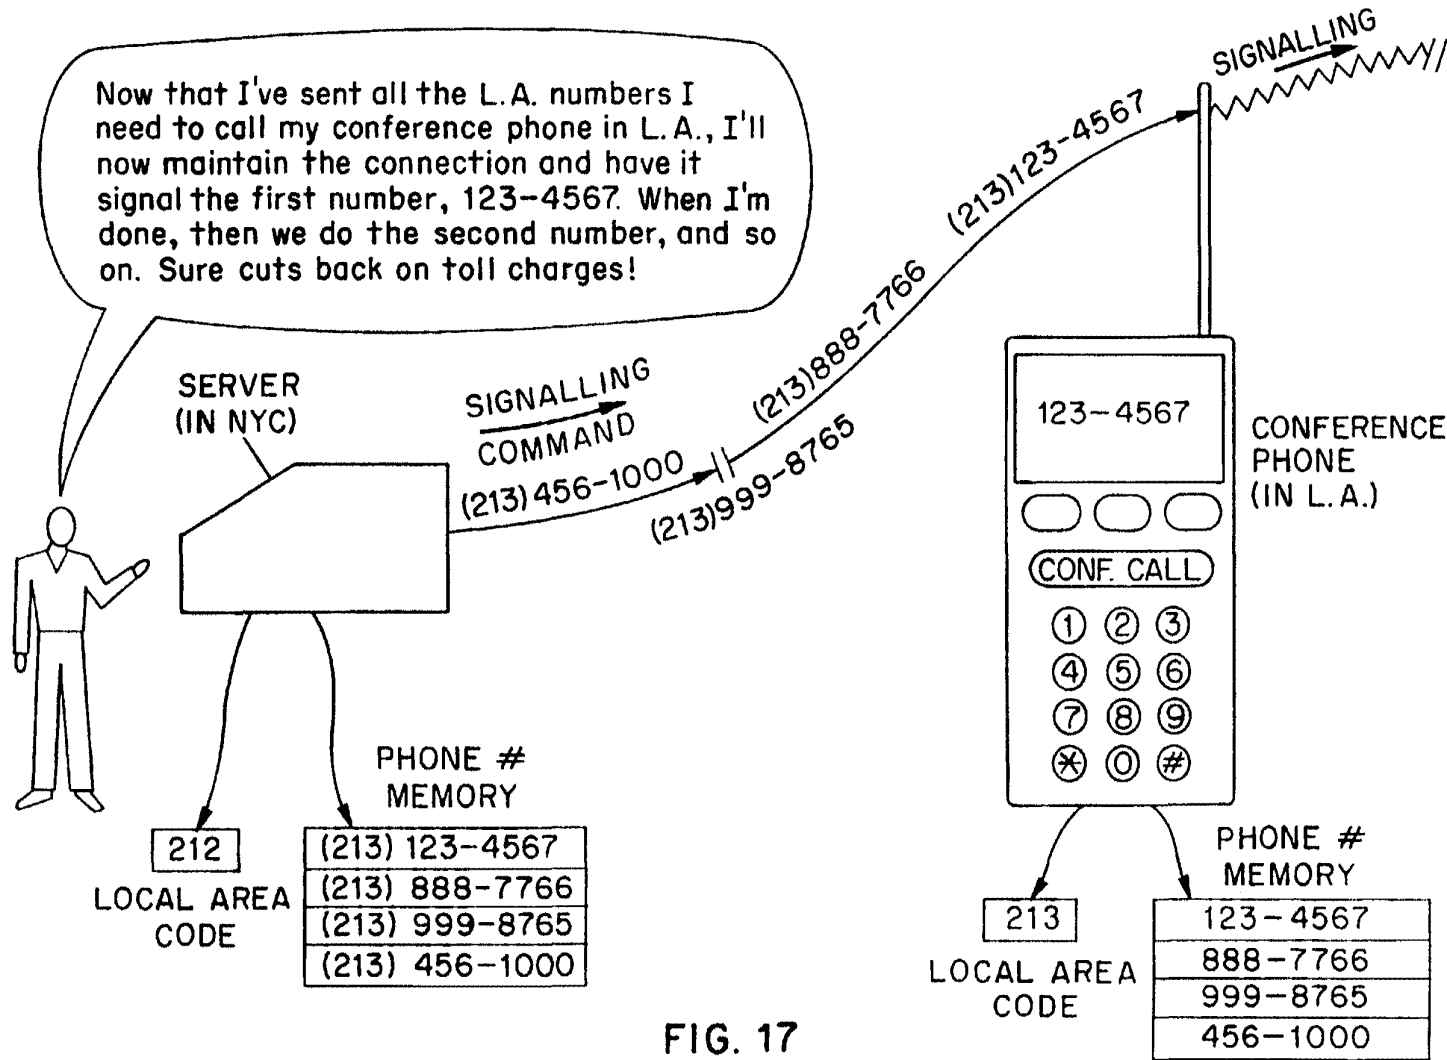 Now that I've sent all the L.A. numbers I
need to call my conference phone in L.A., I'll
now maintain the connection and have it
signal the first number, 123-4567. When I'm
done, then we do the second number, and so
on. Sure cuts back on toll charges!
SIGNALLING
(213)123-4567
(213)888-7766
(213)999-8765
(213)456-1000
SIGNALLING
COMMAND
SERVER
(IN NYC)
123-4567
CONFERENCE
PHONE
(IN L.A.)
CONF. CALL
1 2 3
4 5 6
7 8 9
* 0 #
PHONE #
MEMORY
212
LOCAL AREA
CODE
(213) 123-4567
(213) 888-7766
(213) 999-8765
(213) 456-1000
PHONE #
MEMORY
213
LOCAL AREA
CODE
123-4567
888-7766
999-8765
456-1000
FIG. 17